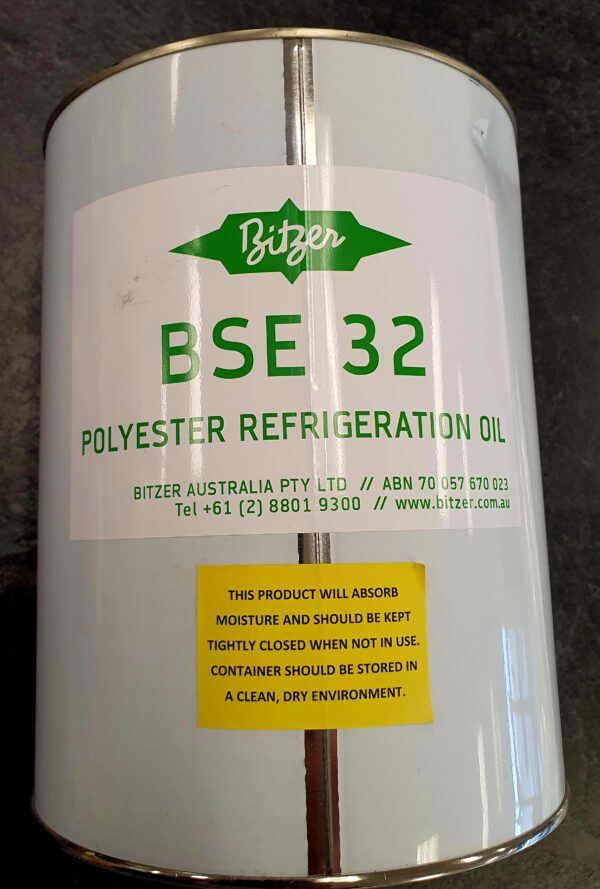 Bitzer
BSE 32
POLYESTER REFRIGERATION OIL
BITZER AUSTRALIA PTY LTD // ABN 70 057 670 023
Tel +61 (2) 8801 9300 // www.bitzer.com.au
THIS PRODUCT WILL ABSORB
MOISTURE AND SHOULD BE KEPT
TIGHTLY CLOSED WHEN NOT IN USE.
CONTAINER SHOULD BE STORED IN
A CLEAN, DRY ENVIRONMENT.